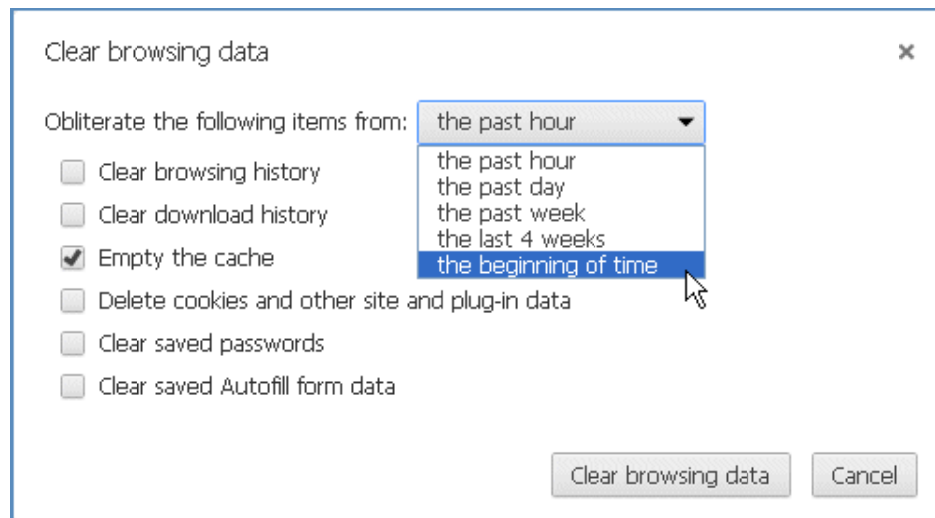 Clear browsing data
Obliterate the following items from: the past hour
the past hour
the past day
the past week
the last 4 weeks
the beginning of time
Clear browsing history
Clear download history
Empty the cache
Delete cookies and other site and plug-in data
Clear saved passwords
Clear saved Autofill form data
Clear browsing data Cancel